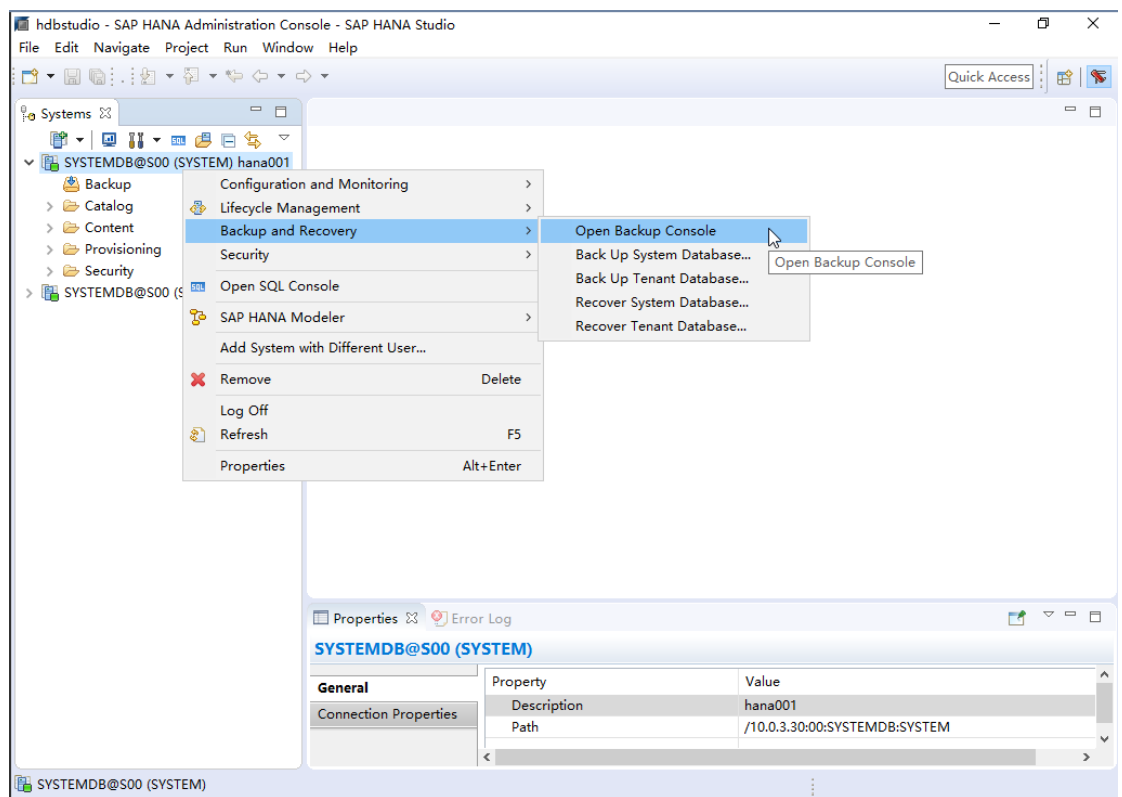 hdbstudio - SAP HANA Administration Console - SAP HANA Studio
File Edit Navigate Project Run Window Help
Quick Access
Systems
SQL
SYSTEMDB@S00 (SYSTEM) hana001
Backup
Catalog
Content
Provisioning
Security
SYSTEMDB@S00 (S
Configuration and Monitoring
Lifecycle Management
Backup and Recovery
Security
SQL Open SQL Console
SAP HANA Modeler
Add System with Different User...
Remove Delete
Log Off
Refresh F5
Properties Alt+Enter
Open Backup Console
Back Up System Database...
Back Up Tenant Database...
Recover System Database...
Recover Tenant Database...
Open Backup Console
Properties Error Log
SYSTEMDB@S00 (SYSTEM)
General
Connection Properties
Property Value
Description hana001
Path /10.0.3.30:00:SYSTEMDB:SYSTEM
SYSTEMDB@S00 (SYSTEM)